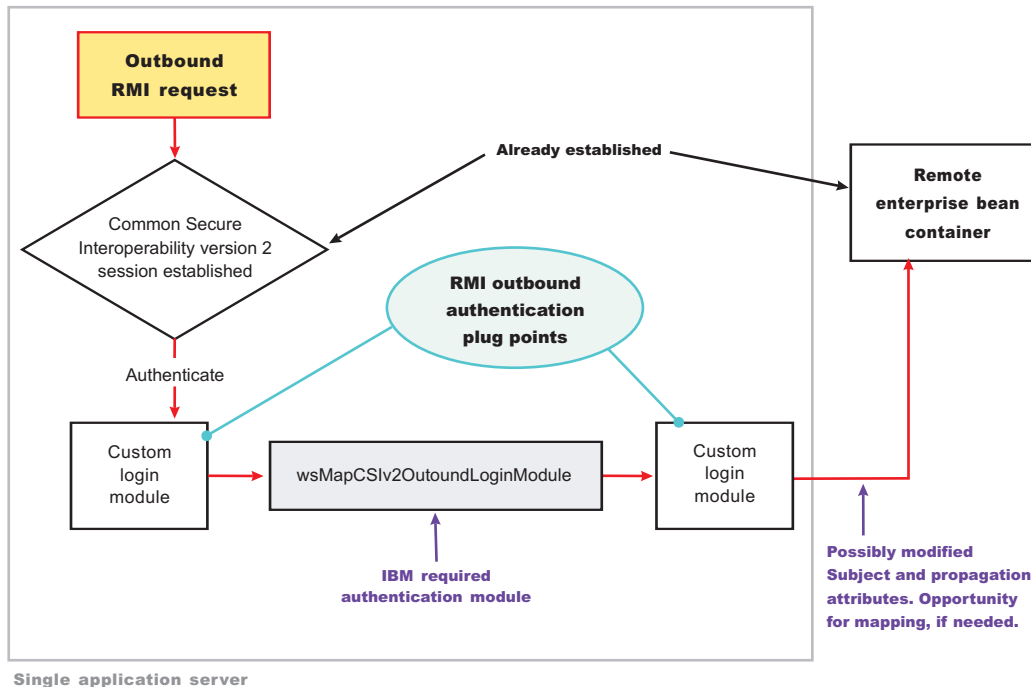 Outbound
RMI request
Already established
Remote
enterprise bean
container
Common Secure
Interoperability version 2
session established
RMI outbound
authentication
plug points
Authenticate
Custom
login
module
wsMapCSIv2OutoundLoginModule
Custom
login
module
IBM required
authentication module
Possibly modified
Subject and propagation
attributes. Opportunity
for mapping, if needed.
Single application server